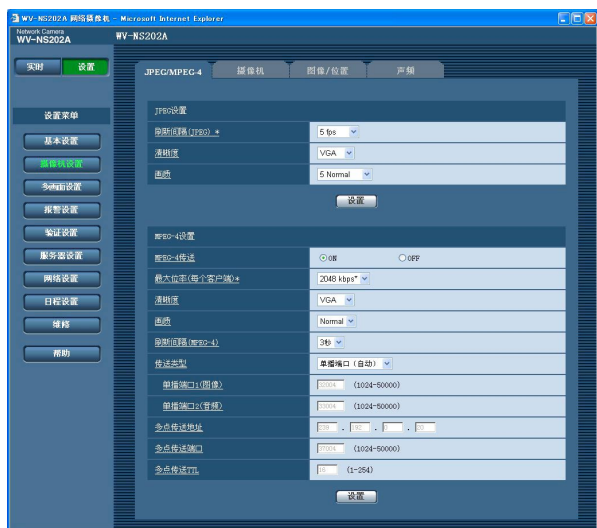 WV-NS202A 网络摄像机 - Microsoft Internet Explorer
Network Camera
WV-NS202A
WV-NS202A
实时 设置
JPEG/MPEG-4 摄像机 图像/位置 声频
设置菜单
基本设置
摄像机设置
多画面设置
报警设置
验证设置
服务器设置
网络设置
日程设置
维修
帮助
JPEG设置
刷新间隔(JPEG) * 5 fps
清晰度 VGA
画质 5 Normal
设置
MPEG-4设置
MPEG-4传送 ON OFF
最大位率(每个客户端)* 2048 kbps*
清晰度 VGA
画质 Normal
刷新间隔(MPEG-4) 3秒
传送类型 单播端口（自动）
单播端口1(图像) 32004 (1024-50000)
单播端口2(音频) 33004 (1024-50000)
多点传送地址 239 . 192 . 0 . 20
多点传送端口 37004 (1024-50000)
多点传送TTL 16 (1-254)
设置